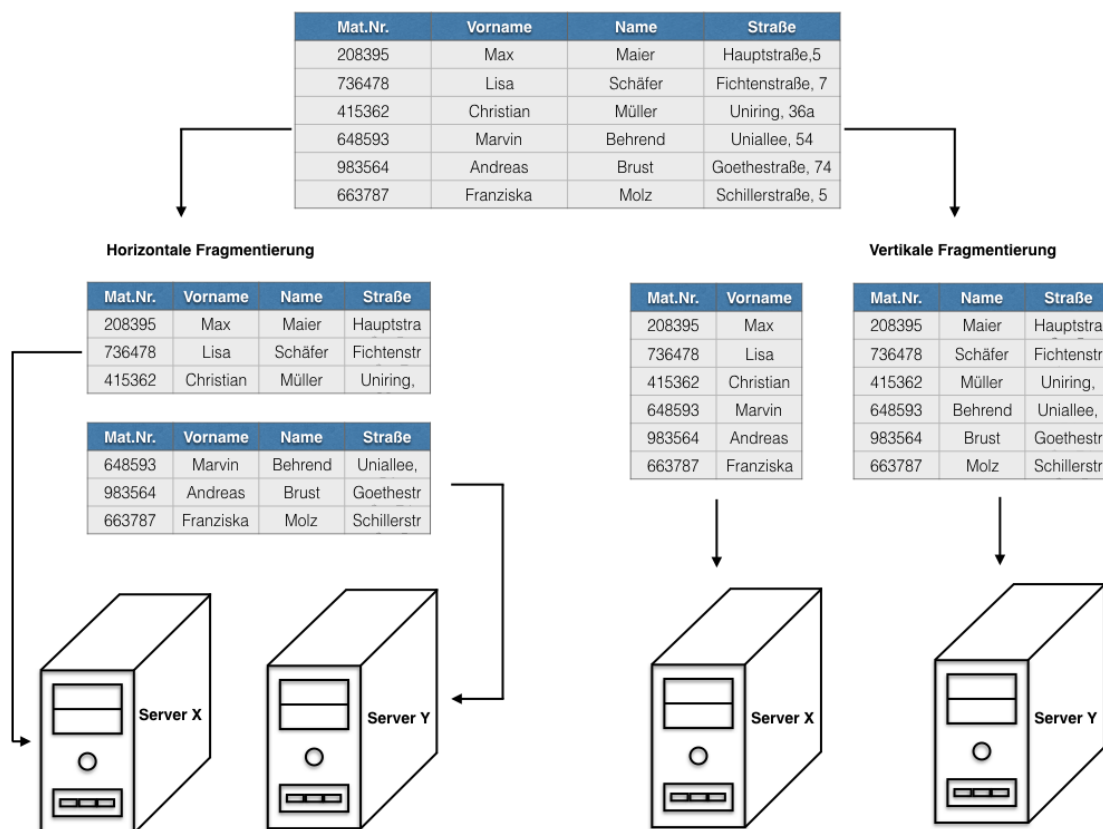 Mat.Nr. Vorname Name Straße
208395 Max Maier Hauptstraße,5
736478 Lisa Schäfer Fichtenstraße, 7
415362 Christian Müller Uniring, 36a
648593 Marvin Behrend Uniallee, 54
983564 Andreas Brust Goethestraße, 74
663787 Franziska Molz Schillerstraße, 5
Horizontale Fragmentierung
Mat.Nr. Vorname Name Straße
208395 Max Maier Hauptstra
736478 Lisa Schäfer Fichtenstr
415362 Christian Müller Uniring,
Mat.Nr. Vorname Name Straße
648593 Marvin Behrend Uniallee,
983564 Andreas Brust Goethestr
663787 Franziska Molz Schillerstr
Server X
Server Y
Vertikale Fragmentierung
Mat.Nr. Vorname
208395 Max
736478 Lisa
415362 Christian
648593 Marvin
983564 Andreas
663787 Franziska
Mat.Nr. Name Straße
208395 Maier Hauptstra
736478 Schäfer Fichtenstr
415362 Müller Uniring,
648593 Behrend Uniallee,
983564 Brust Goethestr
663787 Molz Schillerstr
Server X
Server Y